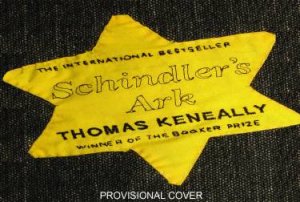 THE INTERNATIONAL BESTSELLER
Schindler's
Ark
THOMAS KENEALLY
WINNER OF THE BOOKER PRIZE
PROVISIONAL COVER